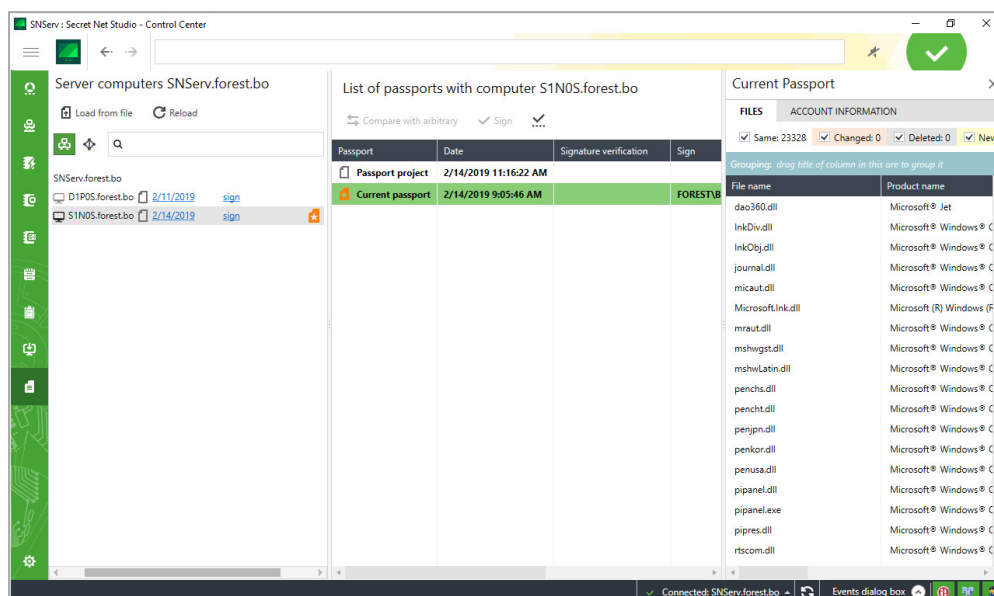 SNServ : Secret Net Studio - Control Center
Server computers SNServ.forest.bo
Load from file Reload
SNServ.forest.bo
D1P0S.forest.bo 2/11/2019 sign
S1N0S.forest.bo 2/14/2019 sign
List of passports with computer S1N0S.forest.bo
Compare with arbitrary Sign
Passport Date Signature verification Sign
Passport project 2/14/2019 11:16:22 AM
Current passport 2/14/2019 9:05:46 AM FOREST\B
Current Passport
FILES ACCOUNT INFORMATION
Same: 23328 Changed: 0 Deleted: 0 New
Grouping: drag title of column in this are to group it
File name Product name
dao360.dll Microsoft® Jet
InkDiv.dll Microsoft® Windows®
InkObj.dll Microsoft® Windows®
journal.dll Microsoft® Windows®
micaut.dll Microsoft® Windows®
Microsoft.Ink.dll Microsoft (R) Windows (R
mraut.dll Microsoft® Windows®
mshwgst.dll Microsoft® Windows®
mshwLatin.dll Microsoft® Windows®
penchs.dll Microsoft® Windows®
pencht.dll Microsoft® Windows®
penjpn.dll Microsoft® Windows®
penkor.dll Microsoft® Windows®
penusa.dll Microsoft® Windows®
pipanel.dll Microsoft® Windows®
pipanel.exe Microsoft® Windows®
pipres.dll Microsoft® Windows®
rtscom.dll Microsoft® Windows®
Connected: SNServ.forest.bo Events dialog box